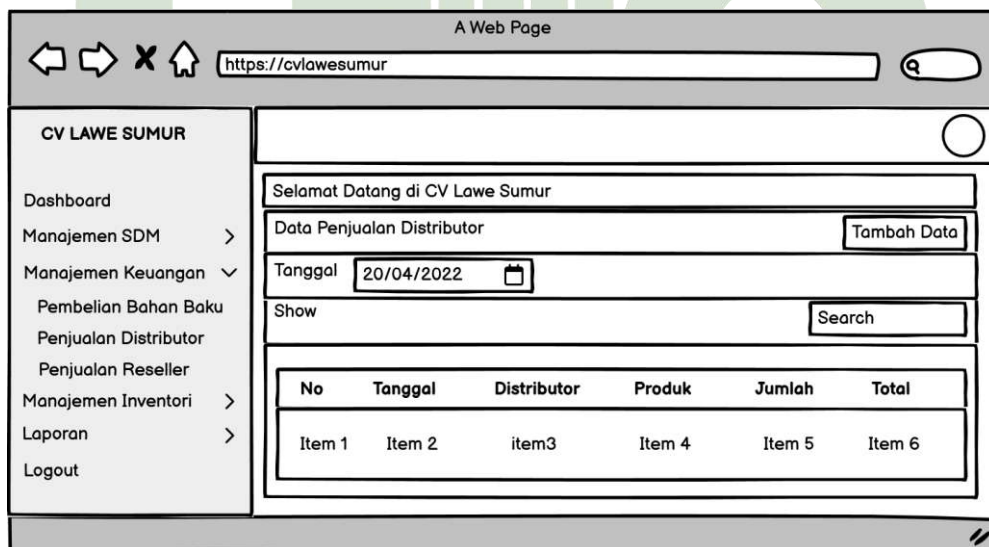 A Web Page
https://cvlawesumur
CV LAWE SUMUR
Dashboard
Manajemen SDM
Manajemen Keuangan
Pembelian Bahan Baku
Penjualan Distributor
Penjualan Reseller
Manajemen Inventori
Laporan
Logout
Selamat Datang di CV Lawe Sumur
Data Penjualan Distributor Tambah Data
Tanggal 20/04/2022
Show Search
No Tanggal Distributor Produk Jumlah Total
Item 1 Item 2 item3 Item 4 Item 5 Item 6